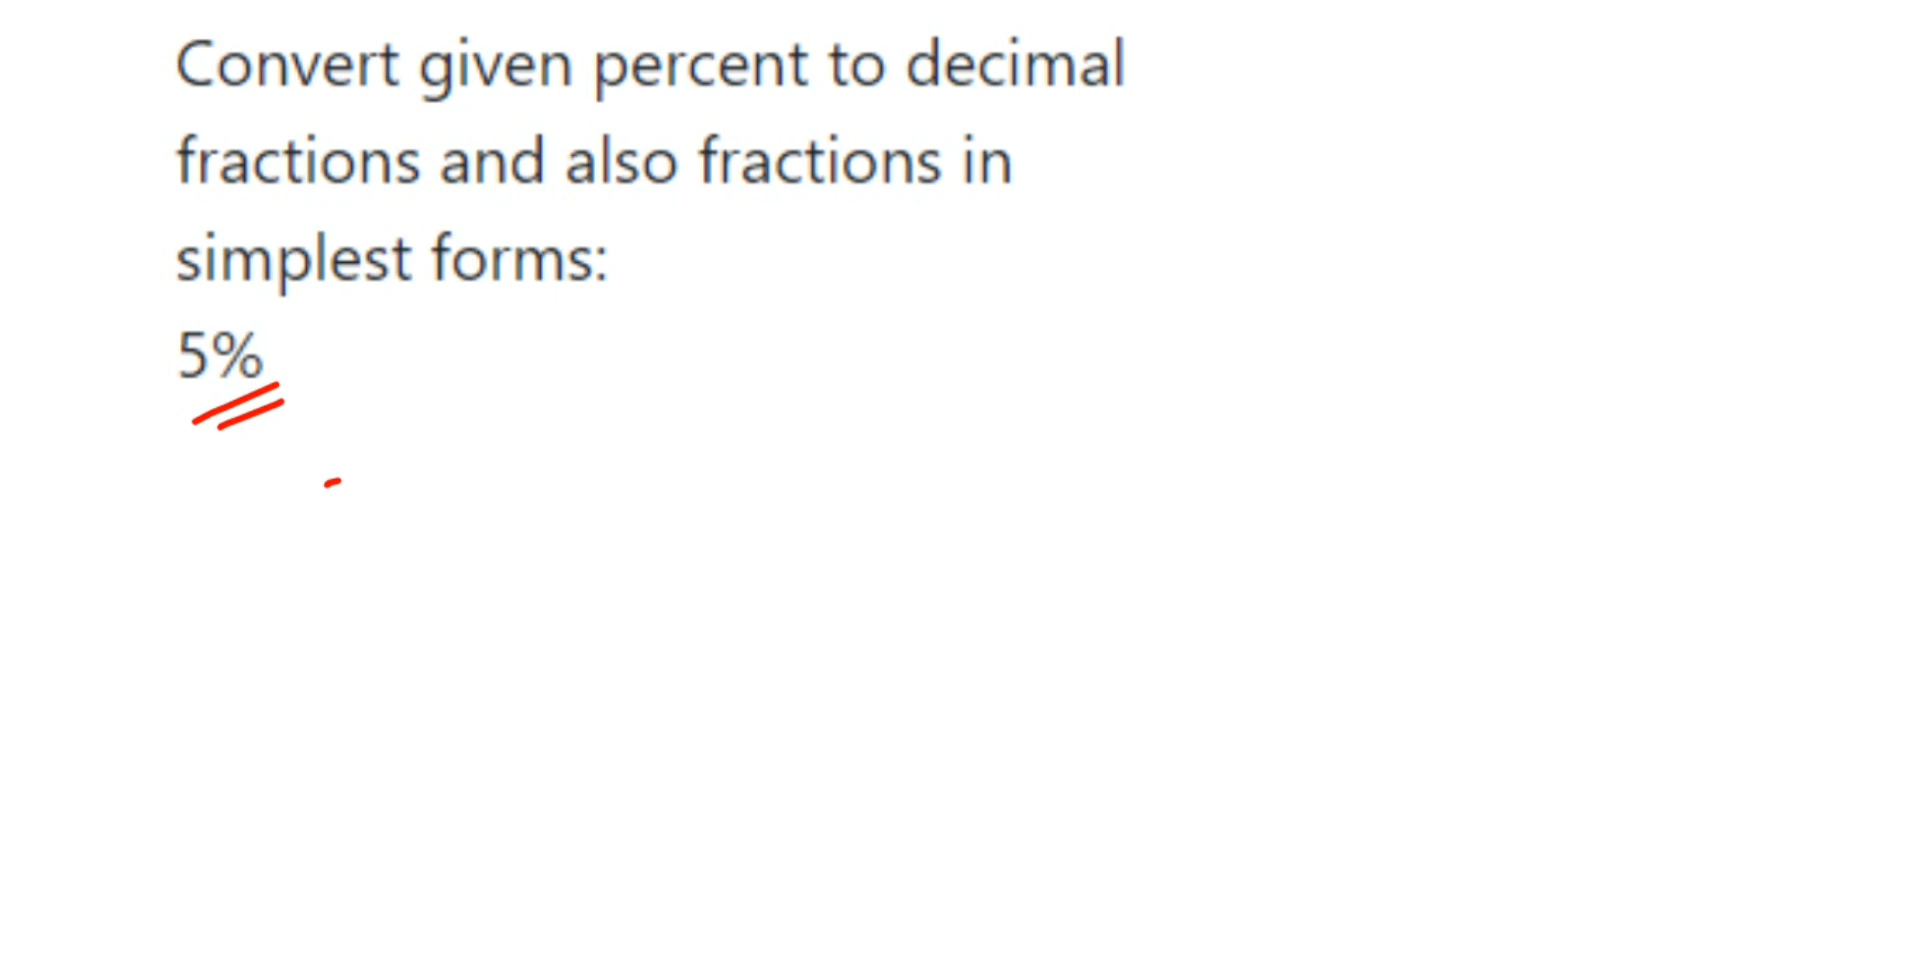 Convert given percent to decimal
fractions and also fractions in
simplest forms:
5%